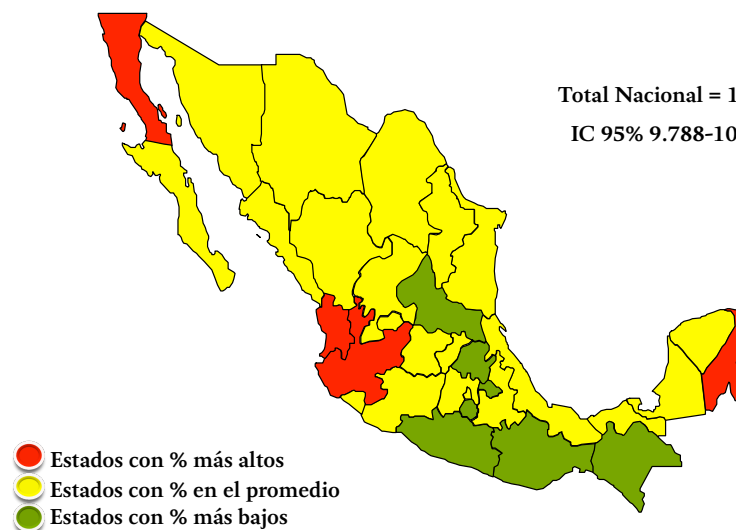 Total Nacional = 1
IC 95% 9.788-10
Estados con % más altos
Estados con % en el promedio
Estados con % más bajos